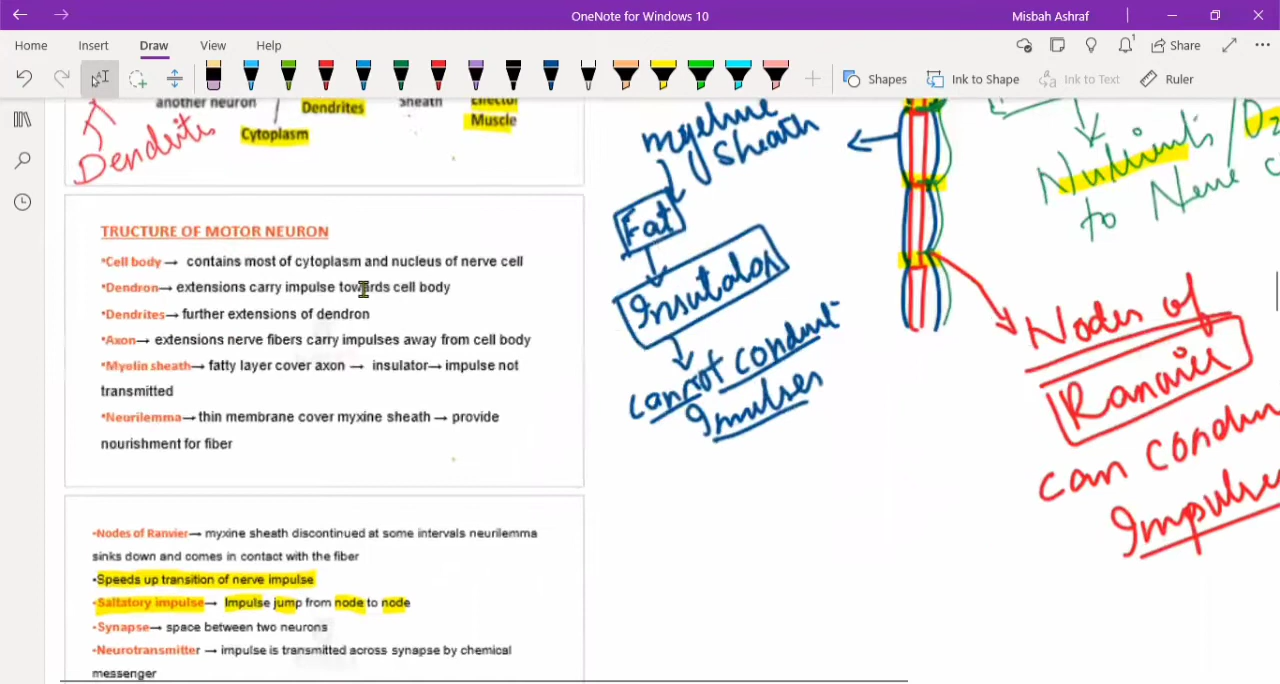 OneNote for Windows 10
Misbah Ashraf
Home Insert Draw View Help
Share
Shapes
Ink to Shape
Ink to Text
Ruler
another neuron
Dendrites
Sheath
Effector
Muscle
Cytoplasm
Dendrites
TRUCTURE OF MOTOR NEURON
•Cell body→ contains most of cytoplasm and nucleus of nerve cell
•Dendron→ extensions carry impulse towards cell body
•Dendrites→ further extensions of dendron
•Axon→ extensions nerve fibers carry impulses away from cell body
•Myolin sheath→ fatty layer cover axon → insulator→ impulse not
transmitted
•Neurilemma→ thin membrane cover myxine sheath → provide
nourishment for fiber
•Nodes of Ranvier→ myxine sheath discontinued at some intervals neurilemma
sinks down and comes in contact with the fiber
•Speeds up transition of nerve impulse
•Saltatory impulse→ Impulse jump from node to node
•Synapse→ space between two neurons
•Neurotransmitter → impulse is transmitted across synapse by chemical
messenger
myeline
Sheath
Fat
Insulator
cannot conduct
Impulses
Nutrients / O2
to Nerve c
Nodes of
Ranvier
can condu
Impulse